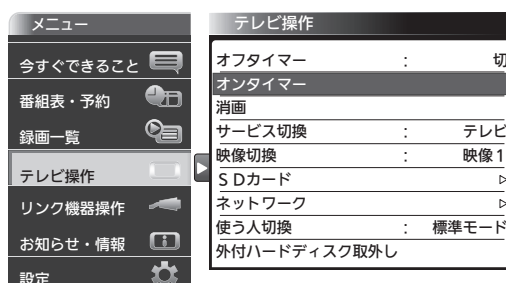 メニュー
今すぐできること
番組表・予約
録画一覧
テレビ操作
リンク機器操作
お知らせ・情報
設定
テレビ操作
オフタイマー : 切
オンタイマー
消画
サービス切換 : テレビ
映像切換 : 映像1
SDカード
ネットワーク
使う人切換 : 標準モード
外付ハードディスク取外し